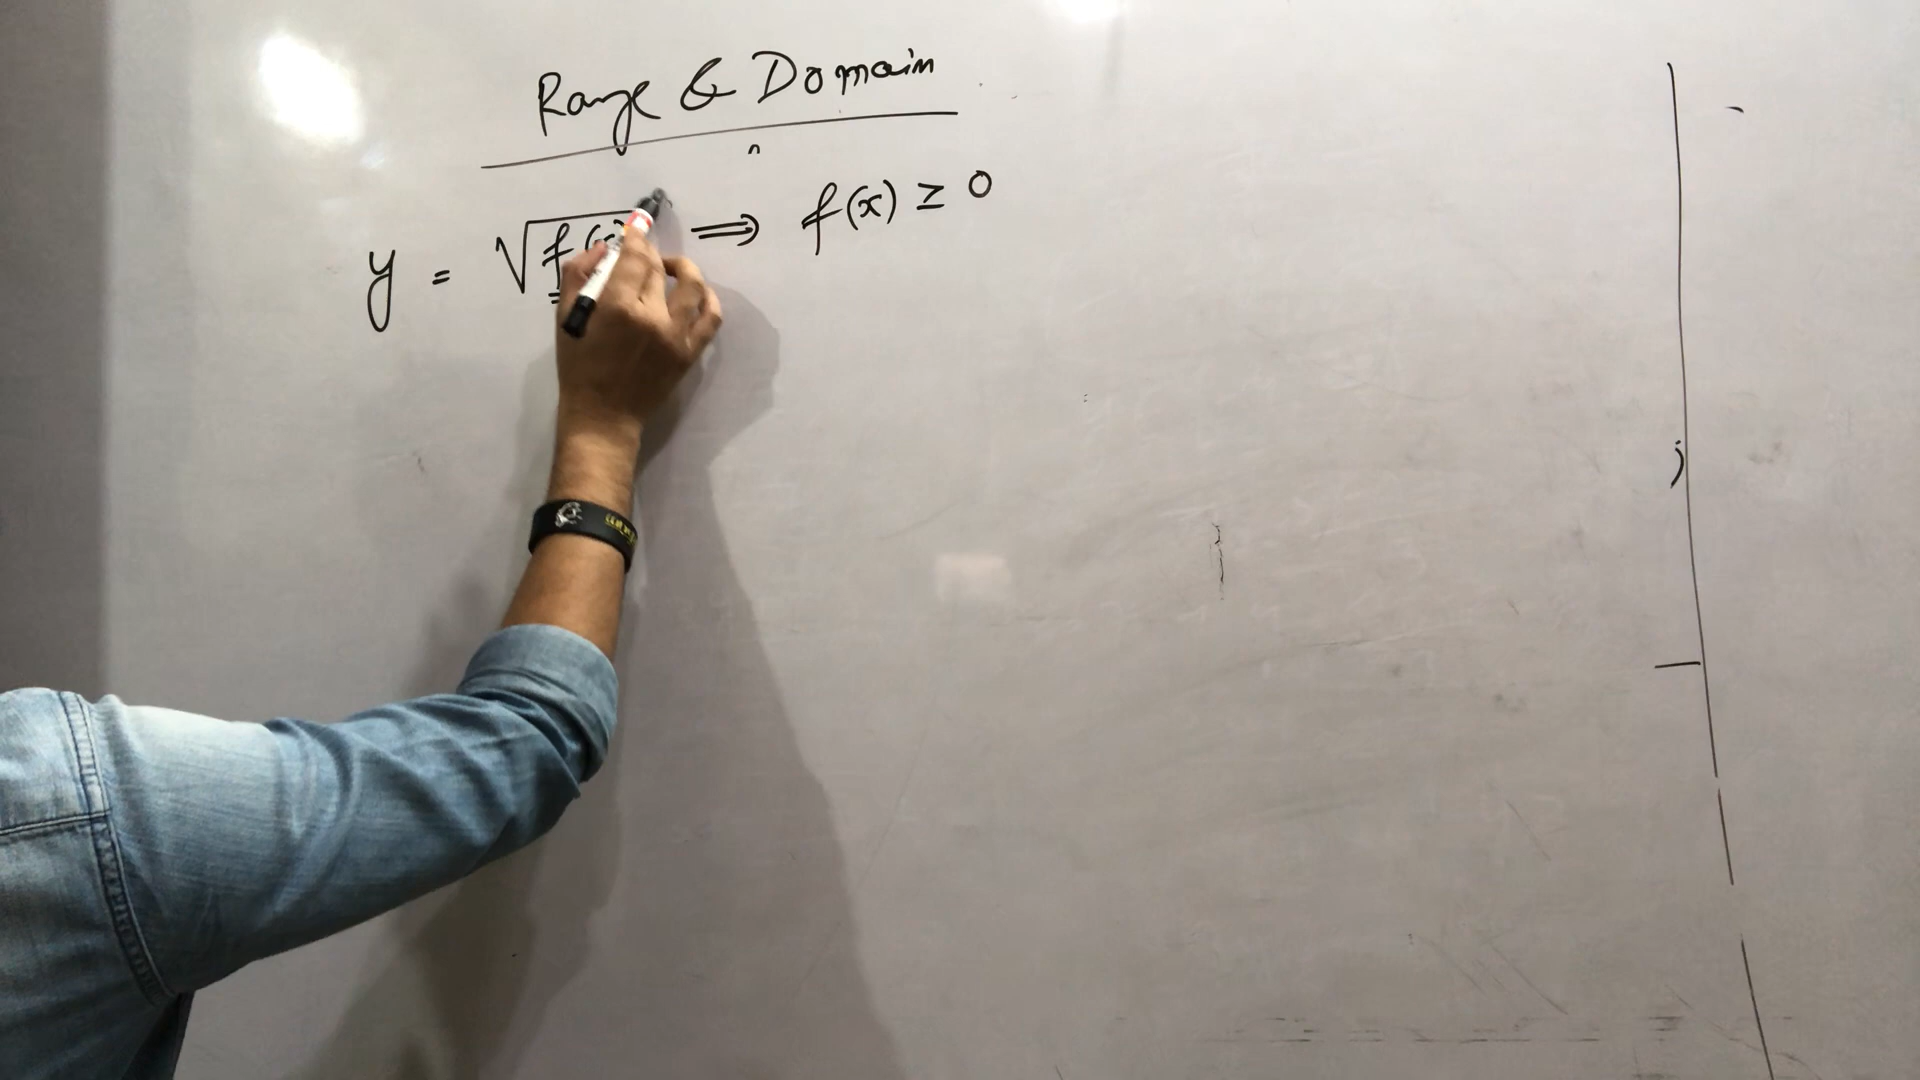 Range & Domain
y = √f(x) ⟹ f(x) ≥ 0